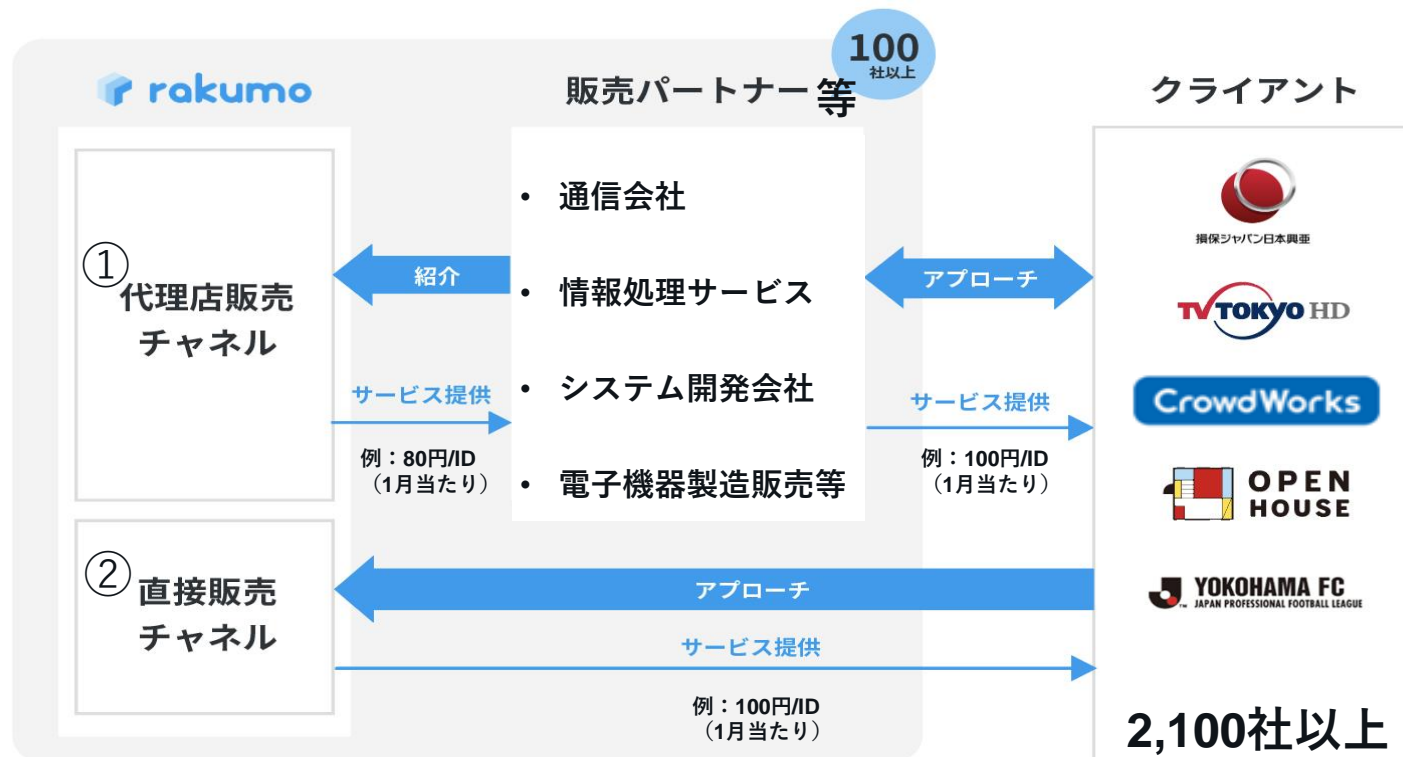 rakumo
販売パートナー等
100
社以上
クライアント
①
代理店販売
チャネル
紹介
サービス提供
例：80円/ID
（1月当たり）
• 通信会社
• 情報処理サービス
• システム開発会社
• 電子機器製造販売等
アプローチ
サービス提供
例：100円/ID
（1月当たり）
②
直接販売
チャネル
アプローチ
サービス提供
例：100円/ID
（1月当たり）
損保ジャパン日本興亜
TV TOKYO HD
CrowdWorks
OPEN
HOUSE
YOKOHAMA FC
JAPAN PROFESSIONAL FOOTBALL LEAGUE
2,100社以上